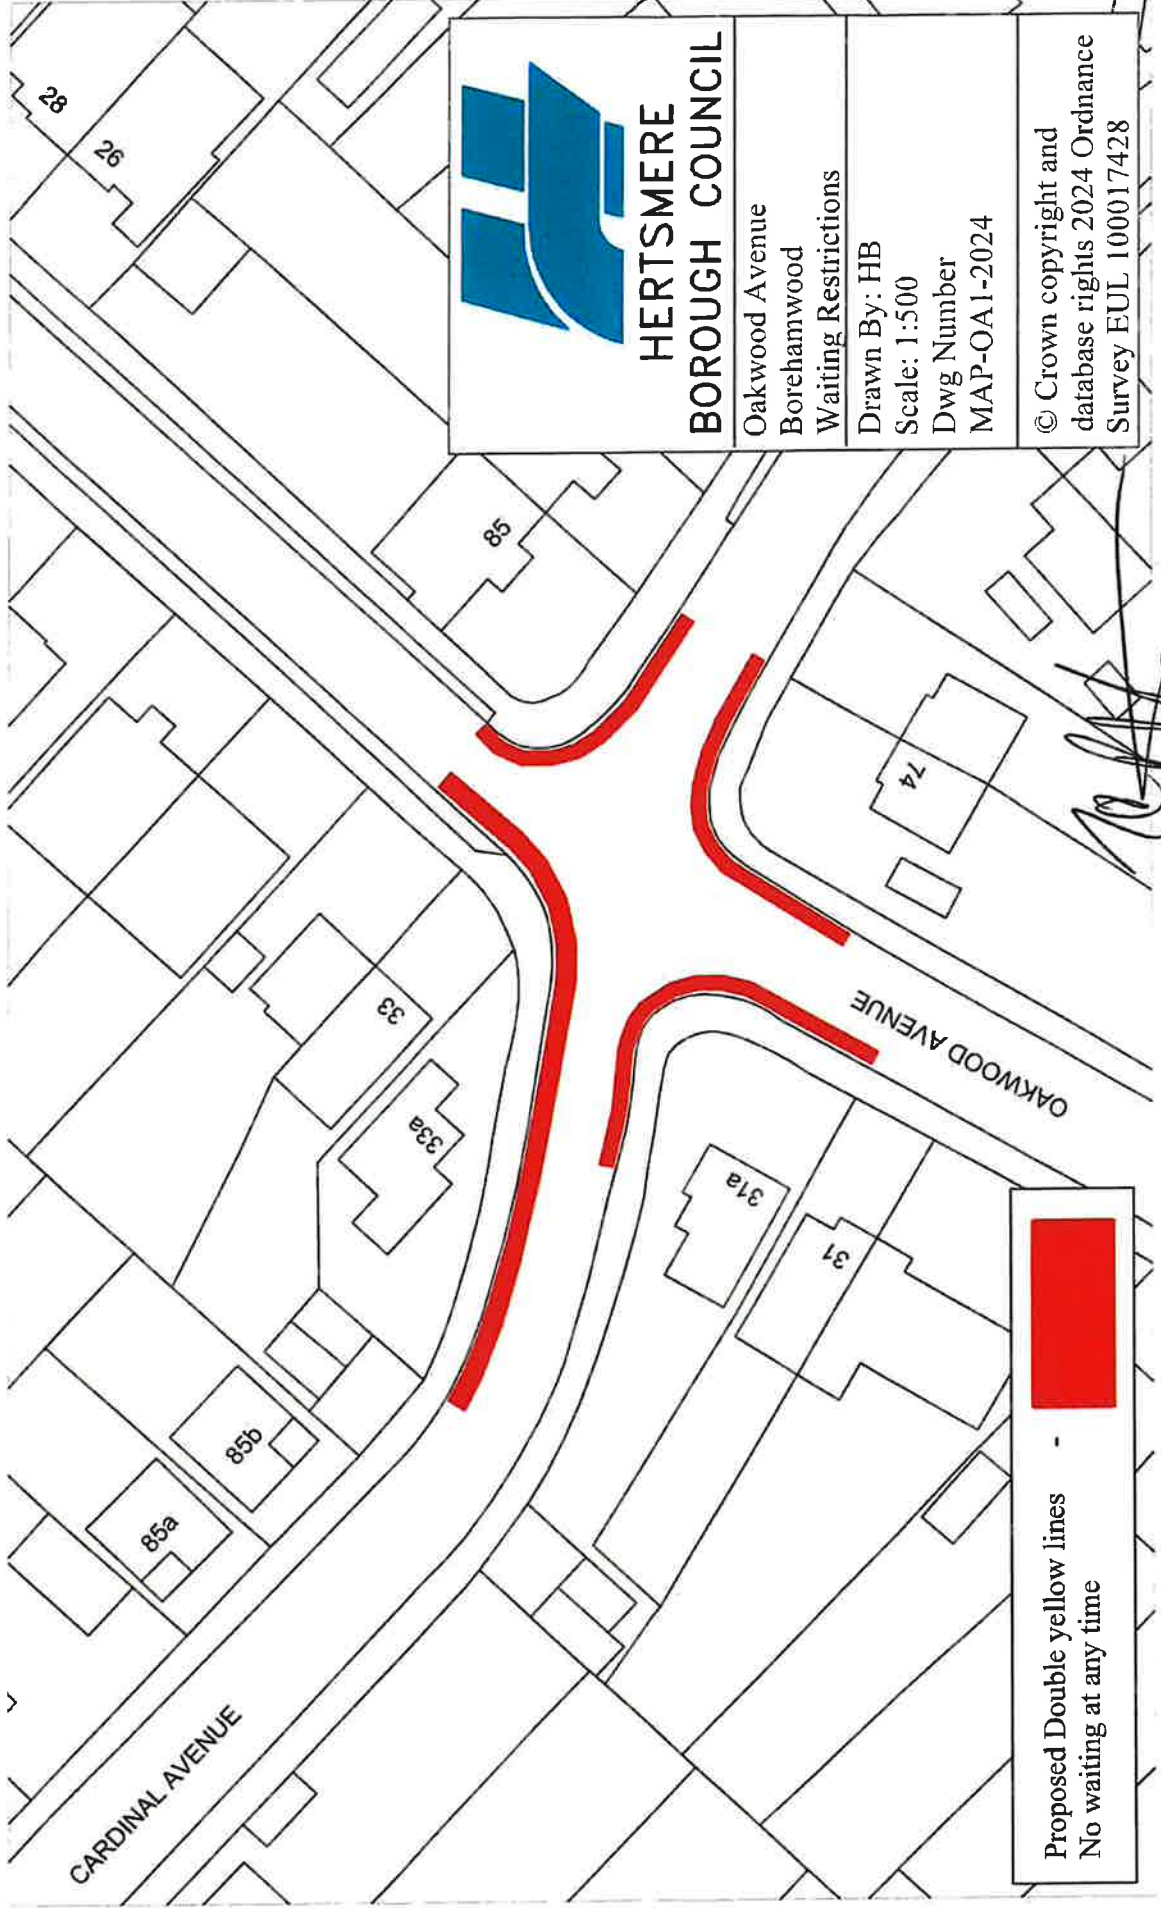 HERTSMERE
BOROUGH COUNCIL
Oakwood Avenue
Borehamwood
Waiting Restrictions
Drawn By: HB
Scale: 1:500
Dwg Number
MAP-OA1-2024
© Crown copyright and
database rights 2024 Ordnance
Survey EUL 100017428
28
26
85
74
33
33a
31a
31
85b
85a
OAKWOOD AVENUE
CARDINAL AVENUE
Proposed Double yellow lines -
No waiting at any time